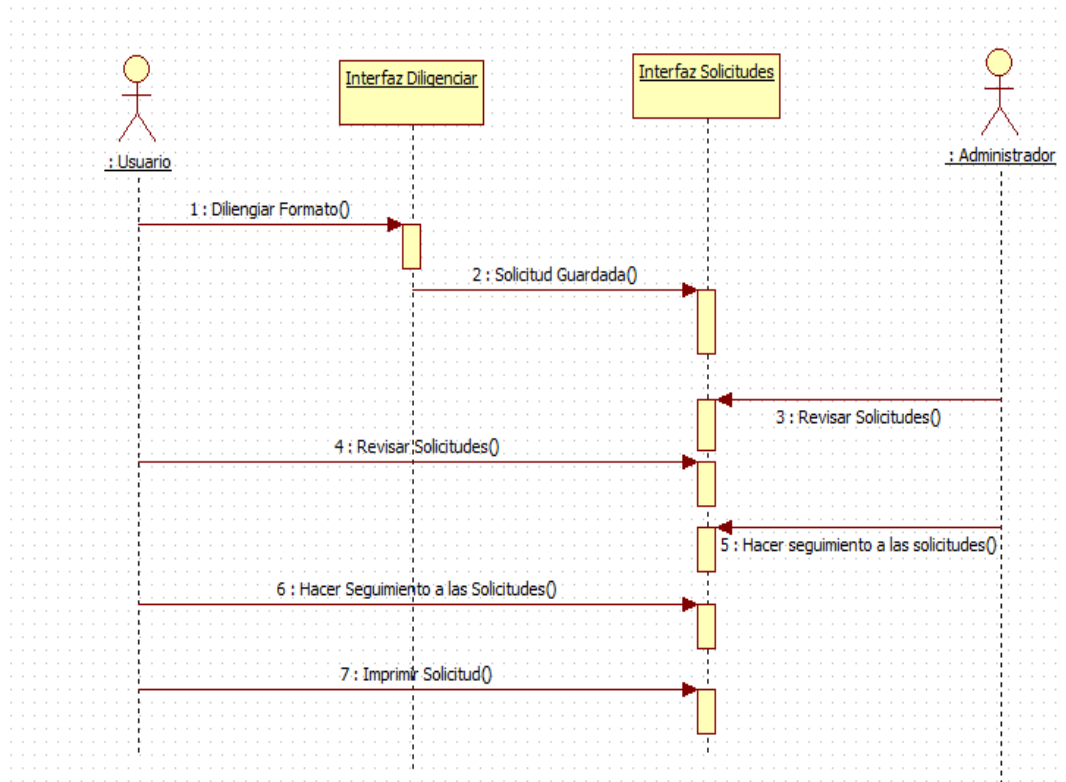 Interfaz Diligenciar
Interfaz Solicitudes
: Usuario
: Administrador
1 : Diliengiar Formato()
2 : Solicitud Guardada()
3 : Revisar Solicitudes()
4 : Revisar Solicitudes()
5 : Hacer seguimiento a las solicitudes()
6 : Hacer Seguimiento a las Solicitudes()
7 : Imprimir Solicitud()